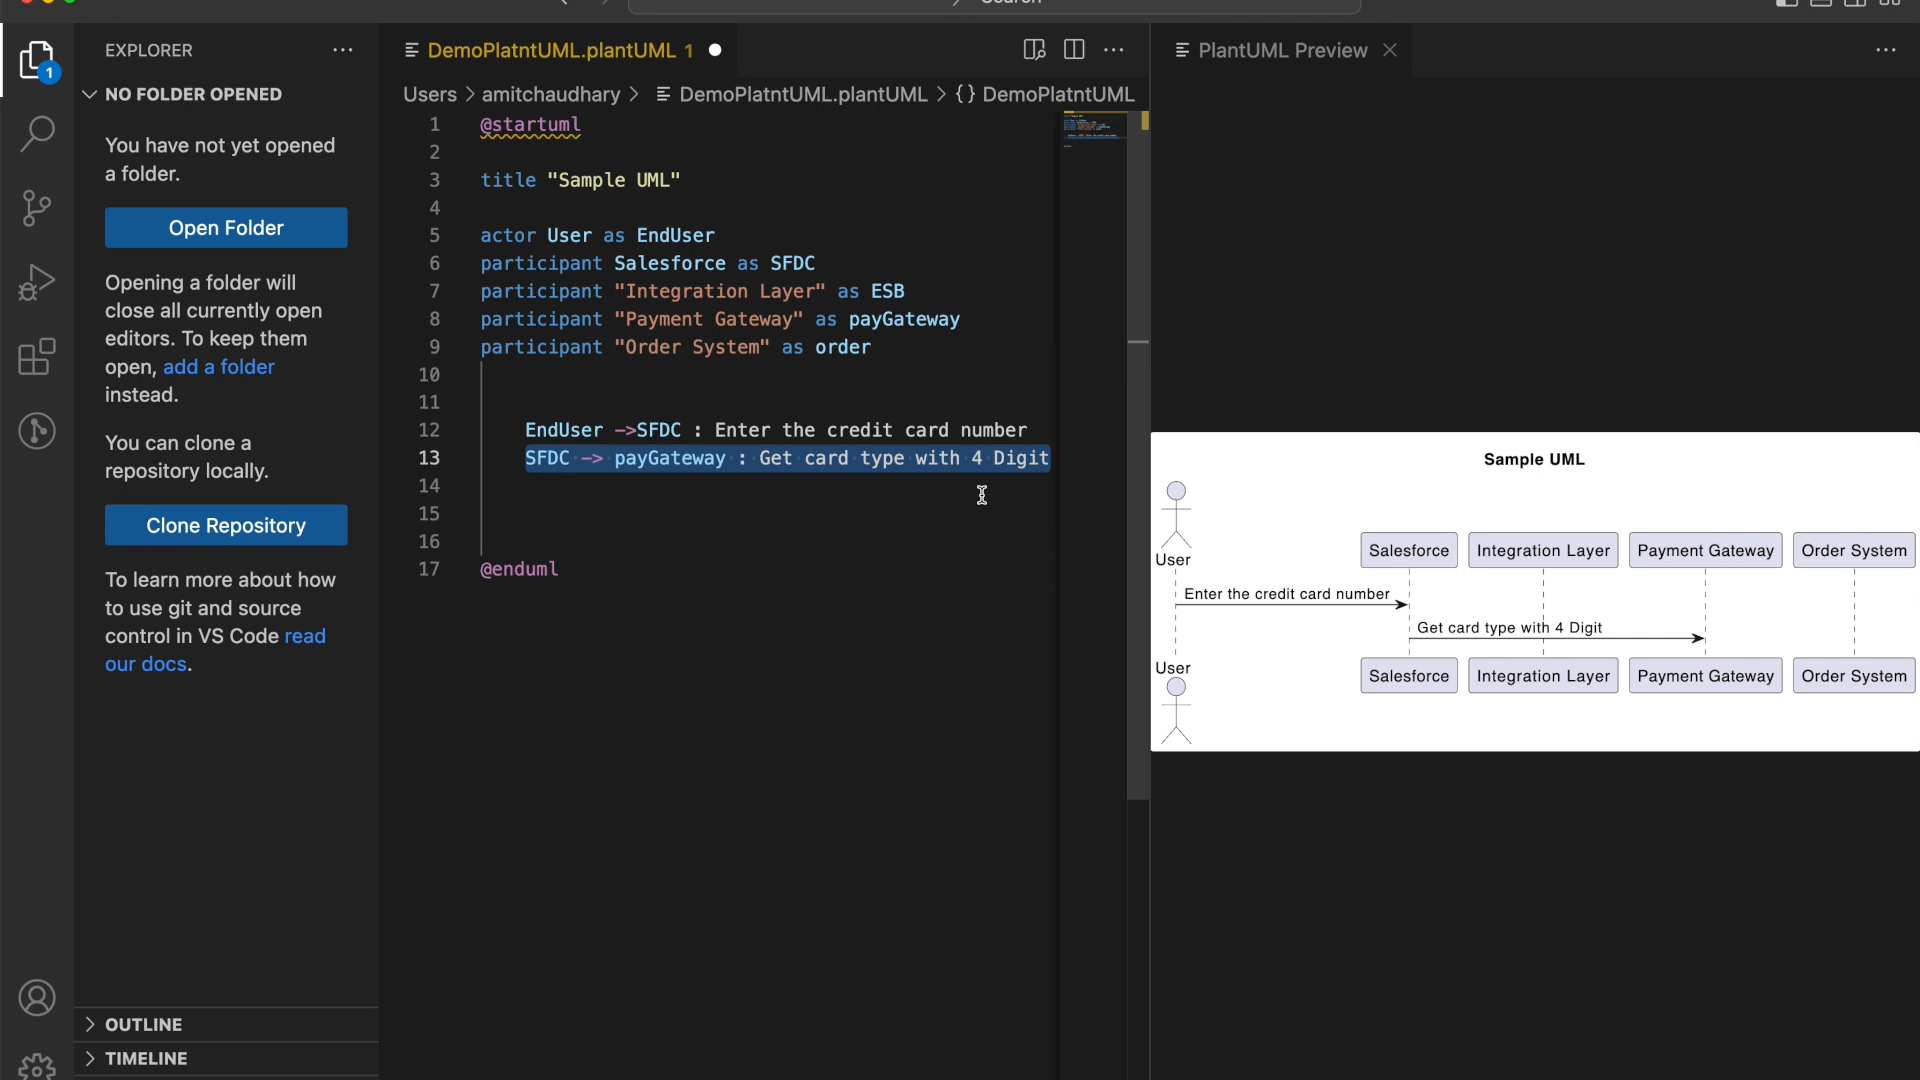 EXPLORER
NO FOLDER OPENED
You have not yet opened
a folder.
Open Folder
Opening a folder will
close all currently open
editors. To keep them
open, add a folder
instead.
You can clone a
repository locally.
Clone Repository
To learn more about how
to use git and source
control in VS Code read
our docs.
OUTLINE
TIMELINE
1
DemoPlatntUML.plantUML 1
Users > amitchaudhary > DemoPlatntUML.plantUML > {} DemoPlatntUML
1 @startuml
2
3 title "Sample UML"
4
5 actor User as EndUser
6 participant Salesforce as SFDC
7 participant "Integration Layer" as ESB
8 participant "Payment Gateway" as payGateway
9 participant "Order System" as order
10
11
12 EndUser ->SFDC : Enter the credit card number
13 SFDC -> payGateway : Get card type with 4 Digit
14
15
16
17 @enduml
PlantUML Preview
Sample UML
User
Salesforce Integration Layer Payment Gateway Order System
Enter the credit card number
Get card type with 4 Digit
User
Salesforce Integration Layer Payment Gateway Order System